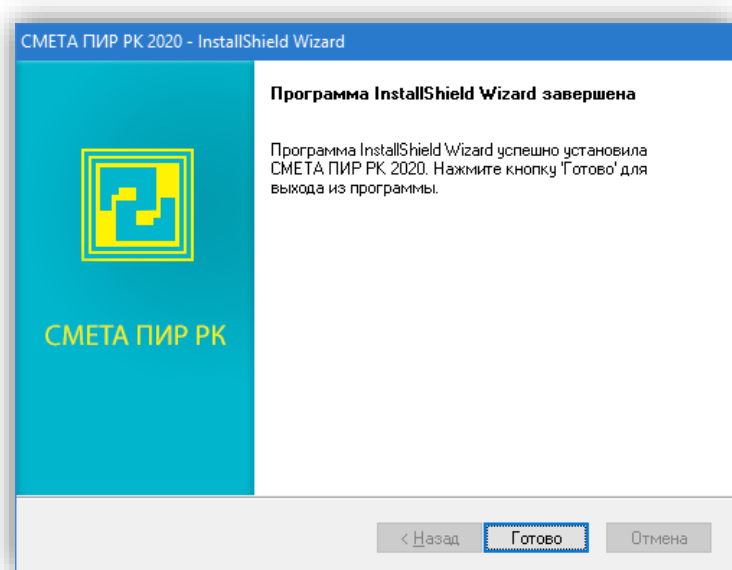 СМЕТА ПИР РК 2020 - InstallShield Wizard
Программа InstallShield Wizard завершена
Программа InstallShield Wizard успешно установила
СМЕТА ПИР РК 2020. Нажмите кнопку 'Готово' для
выхода из программы.
СМЕТА ПИР РК
< Назад
Готово
Отмена